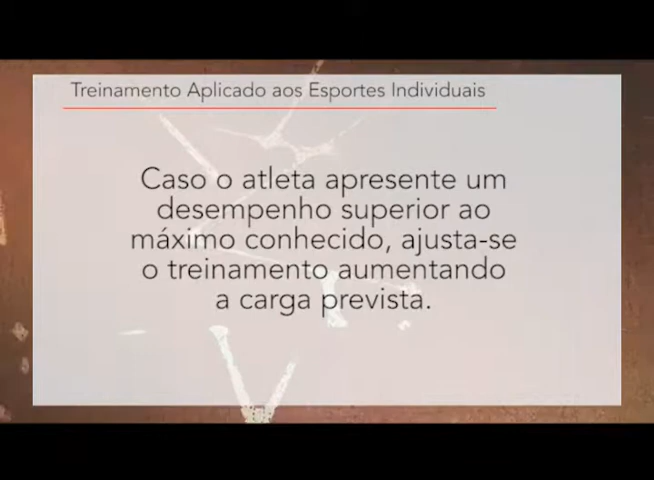 Treinamento Aplicado aos Esportes Individuais
Caso o atleta apresente um
desempenho superior ao
máximo conhecido, ajusta-se
o treinamento aumentando
a carga prevista.